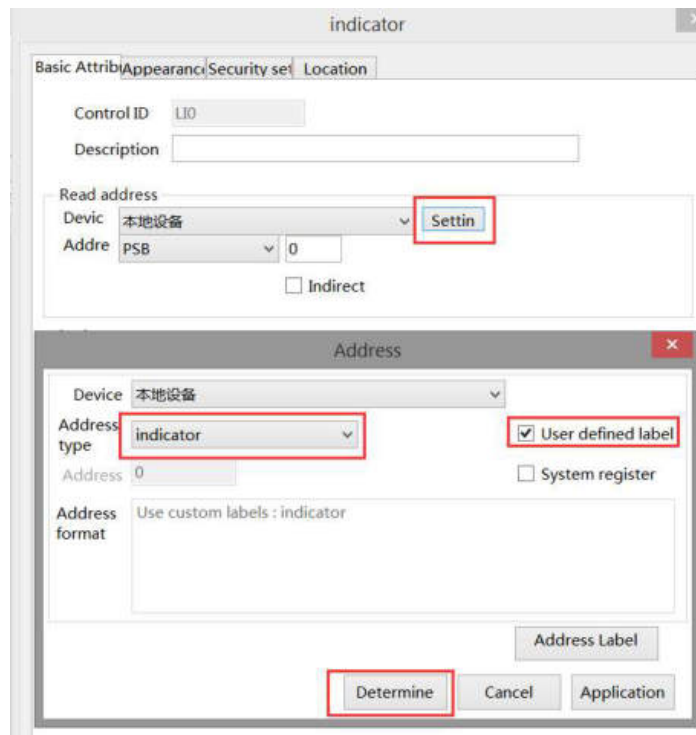 indicator
Basic Attrib Appearanc Security set Location
Control ID LI0
Description
Read address
Devic 本地设备 Settin
Addre PSB 0
Indirect
Address
Device 本地设备
Address type indicator User defined label
Address 0 System register
Address format Use custom labels : indicator
Address Label
Determine Cancel Application